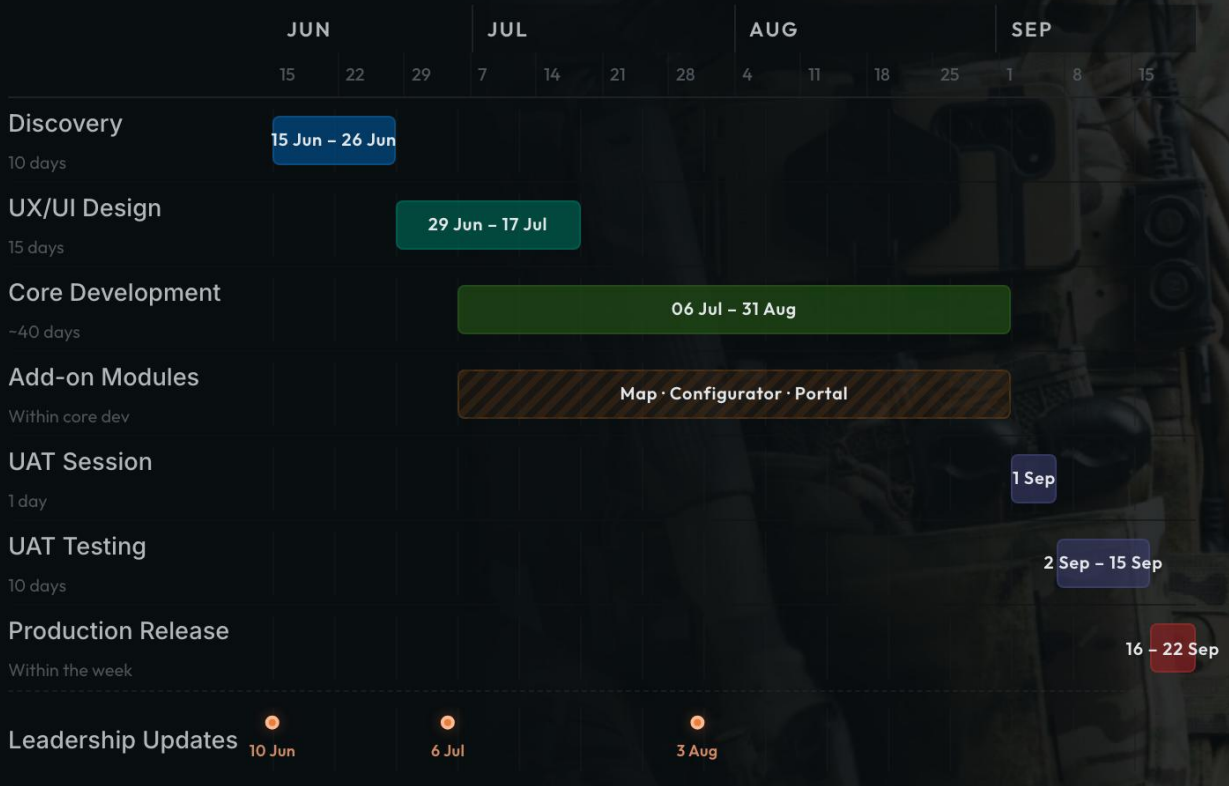 JUN JUL AUG SEP
15 22 29 7 14 21 28 4 11 18 25 1 8 15
Discovery
15 Jun – 26 Jun
10 days
UX/UI Design
29 Jun – 17 Jul
15 days
Core Development
06 Jul – 31 Aug
~40 days
Add-on Modules
Map · Configurator · Portal
Within core dev
UAT Session
1 Sep
1 day
UAT Testing
2 Sep – 15 Sep
10 days
Production Release
16 – 22 Sep
Within the week
Leadership Updates
10 Jun 6 Jul 3 Aug